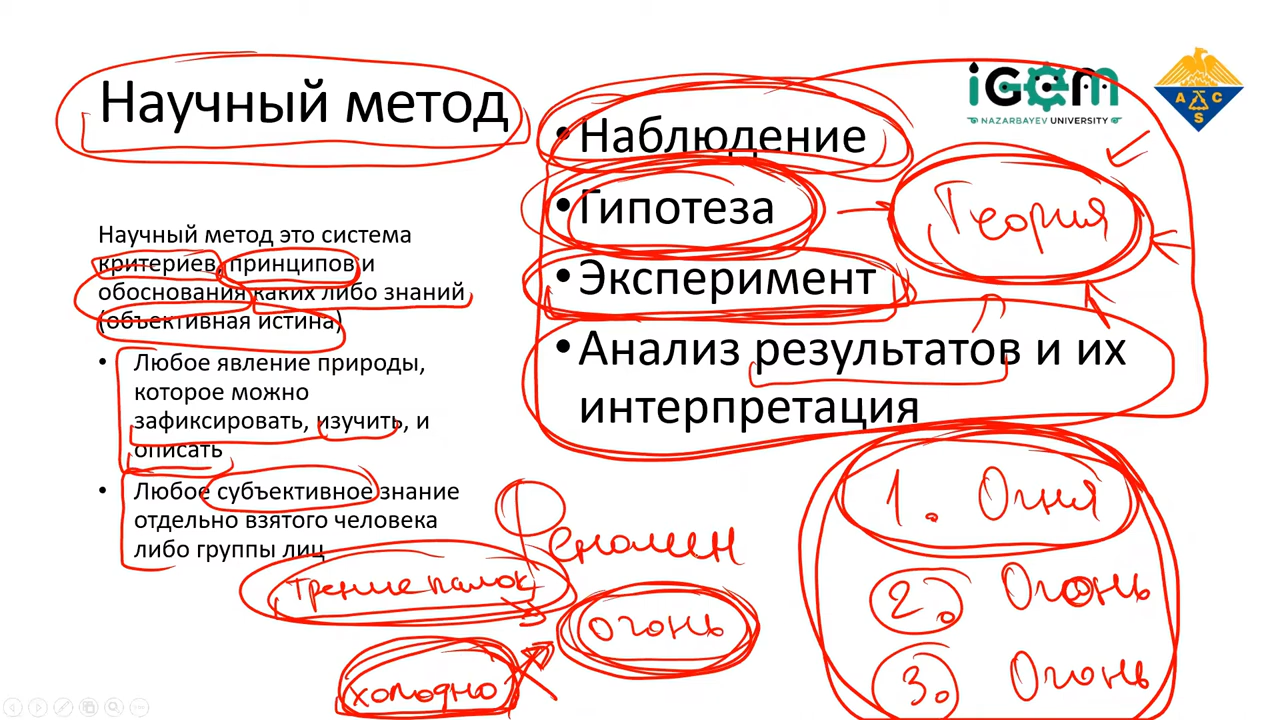 Научный метод
Научный метод это система
критериев, принципов и
обоснования каких либо знаний
(объективная истина)
• Любое явление природы,
которое можно
зафиксировать, изучить, и
описать
• Любое субъективное знание
отдельно взятого человека
либо группы лиц
• Наблюдение
• Гипотеза
• Эксперимент
• Анализ результатов и их
интерпретация
iGem
NAZARBAYEV UNIVERSITY
A C
S
Теория
Феномен
трение палок
огонь
холодно
1. Огня
2. Огонь
3. Огонь